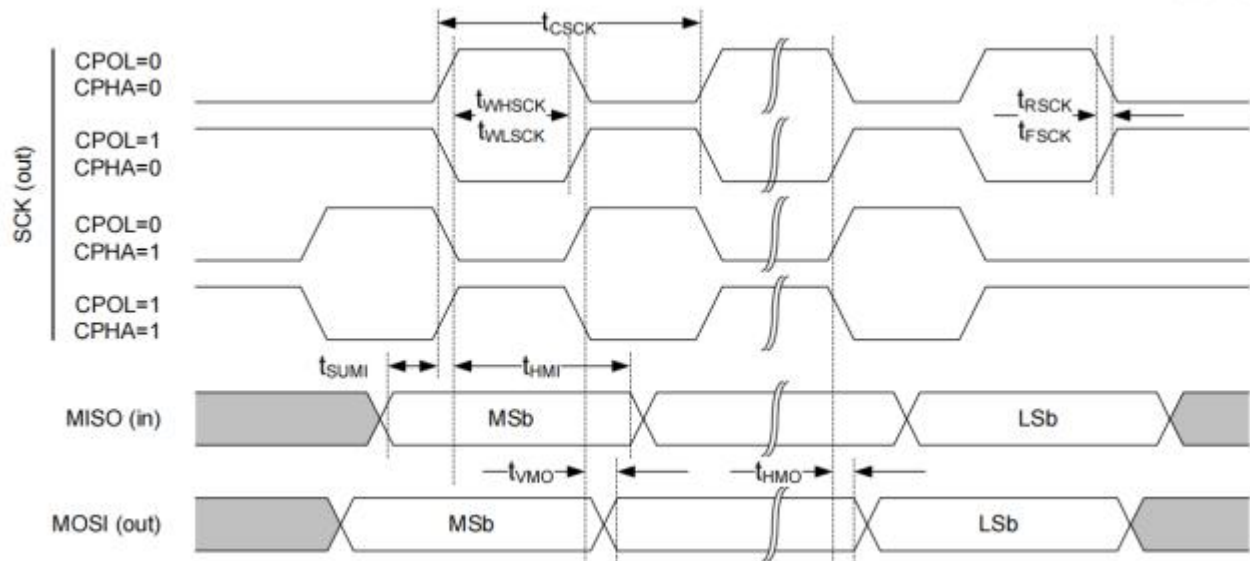 tCSCK
CPOL=0
CPHA=0
tWHSCK
tRSCK
CPOL=1
tWLSCK
tFSCK
CPHA=0
SCK (out)
CPOL=0
CPHA=1
CPOL=1
CPHA=1
tSUMI
tHMI
MISO (in)
MSb
LSb
tVMO
tHMO
MOSI (out)
MSb
LSb